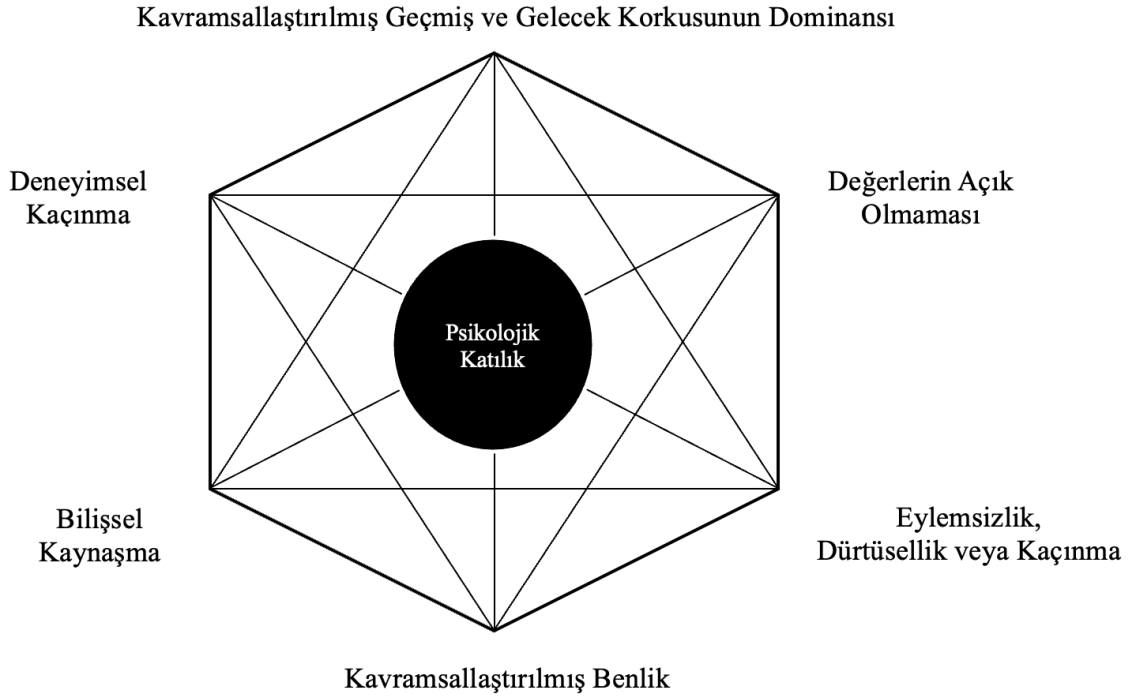 Kavramsallaştırılmış Geçmiş ve Gelecek Korkusunun Dominansı
Deneyimsel
Kaçınma
Değerlerin Açık
Olmaması
Psikolojik
Katılık
Bilişsel
Kaynaşma
Eylemsizlik,
Dürtüsellik veya Kaçınma
Kavramsallaştırılmış Benlik